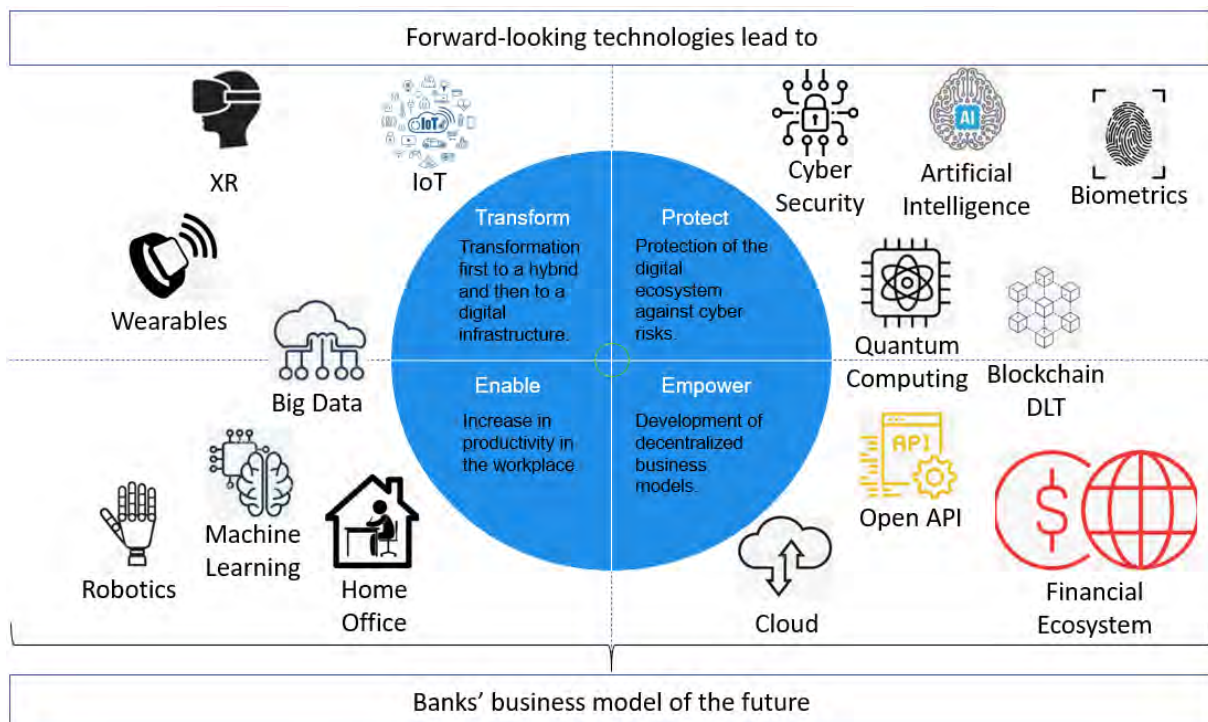 Forward-looking technologies lead to
XR
IoT
IoT
Wearables
Big Data
Transform
Transformation
first to a hybrid
and then to a
digital
infrastructure.
Protect
Protection of the
digital
ecosystem
against cyber
risks.
Cyber
Security
AI
Artificial
Intelligence
Biometrics
Quantum
Computing
Blockchain
DLT
Enable
Increase in
productivity in
the workplace
Empower
Development of
decentralized
business
models.
Robotics
Machine
Learning
Home
Office
API
Open API
Cloud
$
Financial
Ecosystem
Banks’ business model of the future